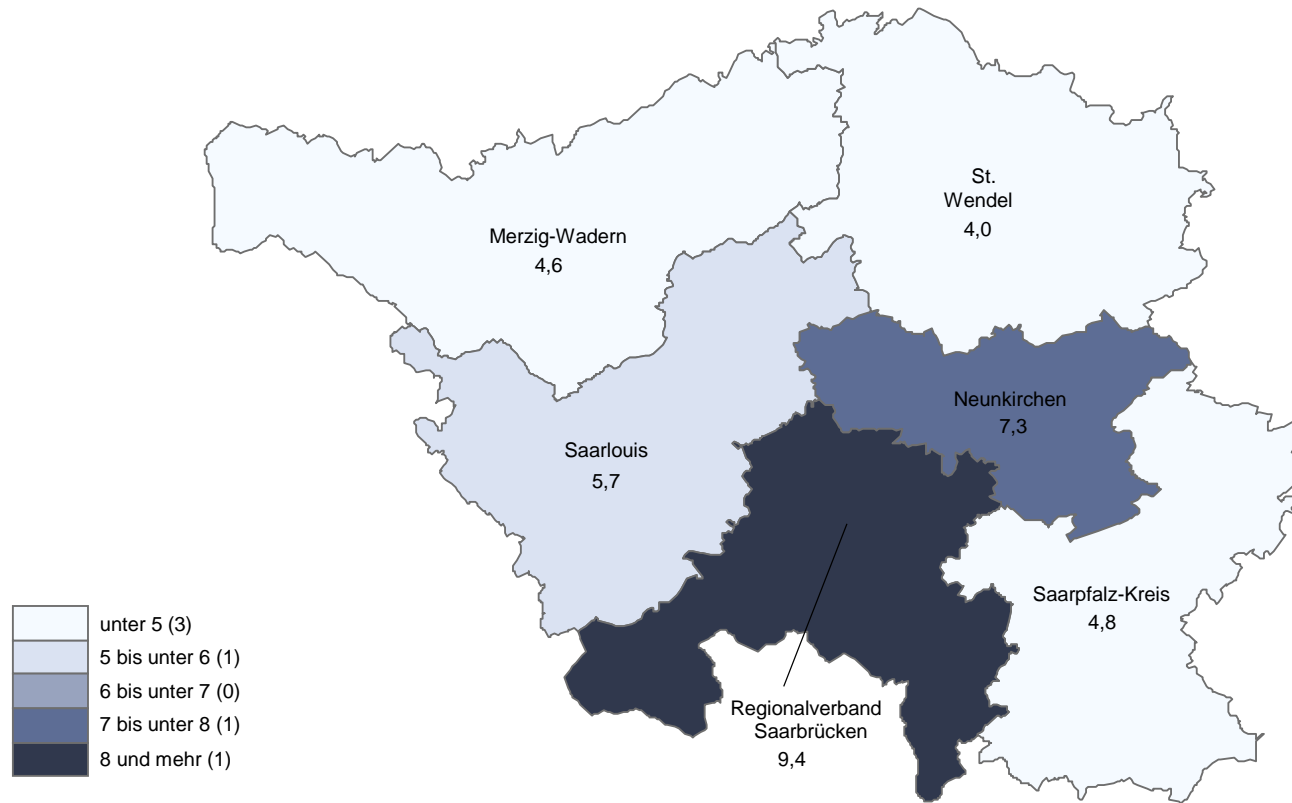 St.
Wendel
4,0
Merzig-Wadern
4,6
Neunkirchen
7,3
Saarlouis
5,7
Saarpfalz-Kreis
4,8
Regionalverband
Saarbrücken
9,4
unter 5 (3)
5 bis unter 6 (1)
6 bis unter 7 (0)
7 bis unter 8 (1)
8 und mehr (1)